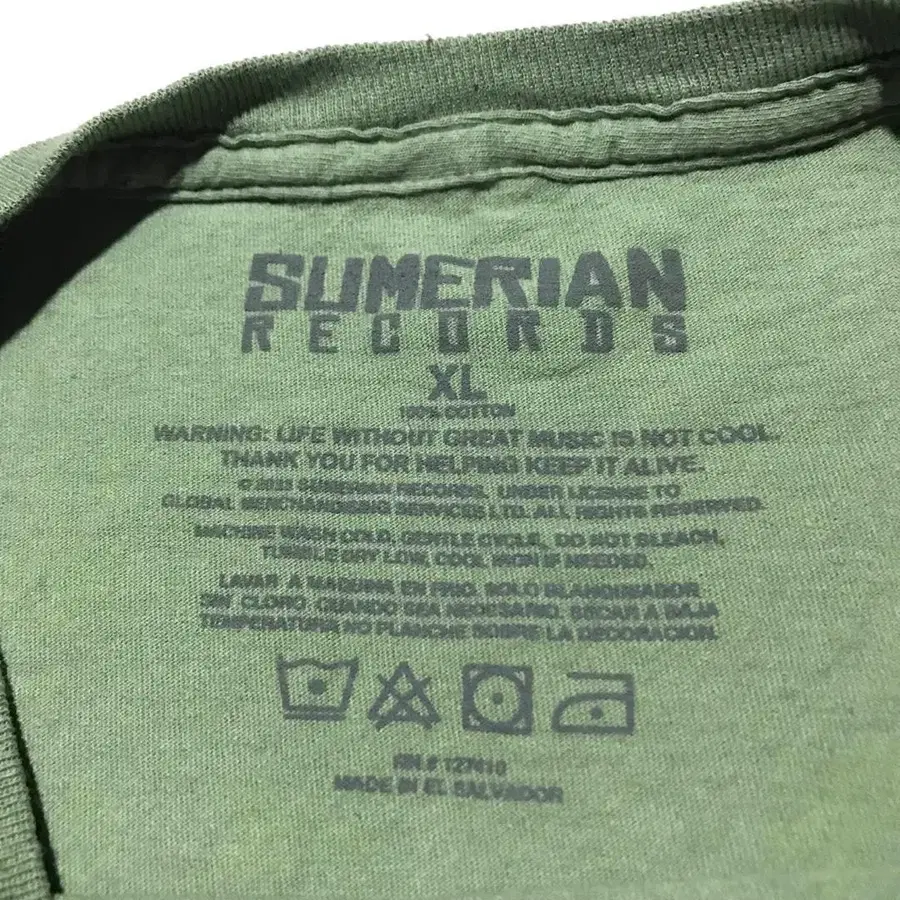 SUMERIAN
RECORDS
XL
100% COTTON
WARNING: LIFE WITHOUT GREAT MUSIC IS NOT COOL.
THANK YOU FOR HELPING KEEP IT ALIVE.
© SUMERIAN RECORDS. UNDER LICENSE TO
GLOBAL MERCHANDISING SERVICES LTD. ALL RIGHTS RESERVED.
MACHINE WASH COLD, GENTLE CYCLE, DO NOT BLEACH,
TUMBLE DRY LOW, COOL IRON IF NEEDED.
LAVAR A MAQUINA EN FRIO. SOLO BLANQUEADOR
SIN CLORO CUANDO SEA NECESARIO. SECAR A BAJA
TEMPERATURA NO PLANCHE SOBRE LA DECORACION.
RN #
MADE IN EL SALVADOR